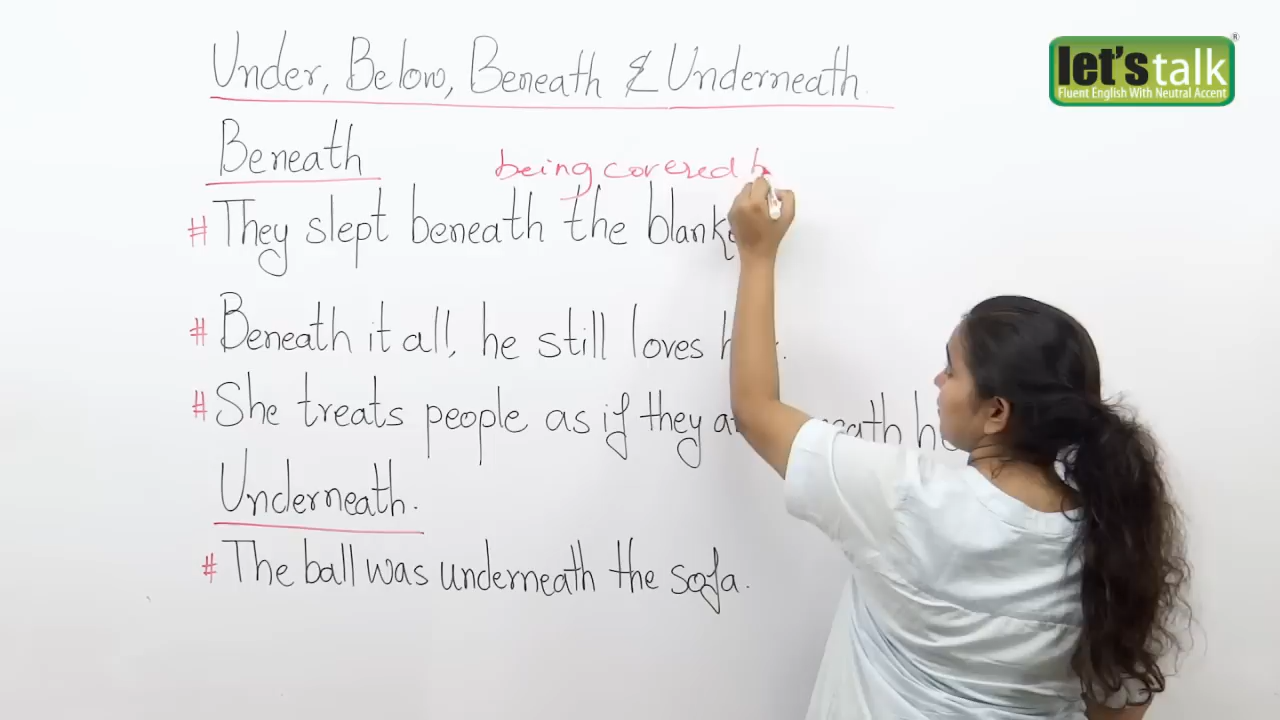 Under, Below, Beneath & Underneath.
let's talk
®
Fluent English With Neutral Accent
Beneath
being covered
# They slept beneath the
# Beneath it all, he still loves
# She treats people as if they
Underneath.
# The ball was underneath the sofa.